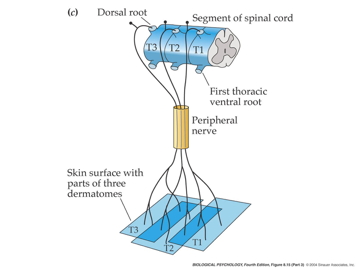 (c)
Dorsal root
Segment of spinal cord
T3
T2
T1
First thoracic
ventral root
Peripheral
nerve
Skin surface with
parts of three
dermatomes
T3
T2
T1
BIOLOGICAL PSYCHOLOGY, Fourth Edition, Figure 8.15 (Part 3) © 2004 Sinauer Associates, Inc.